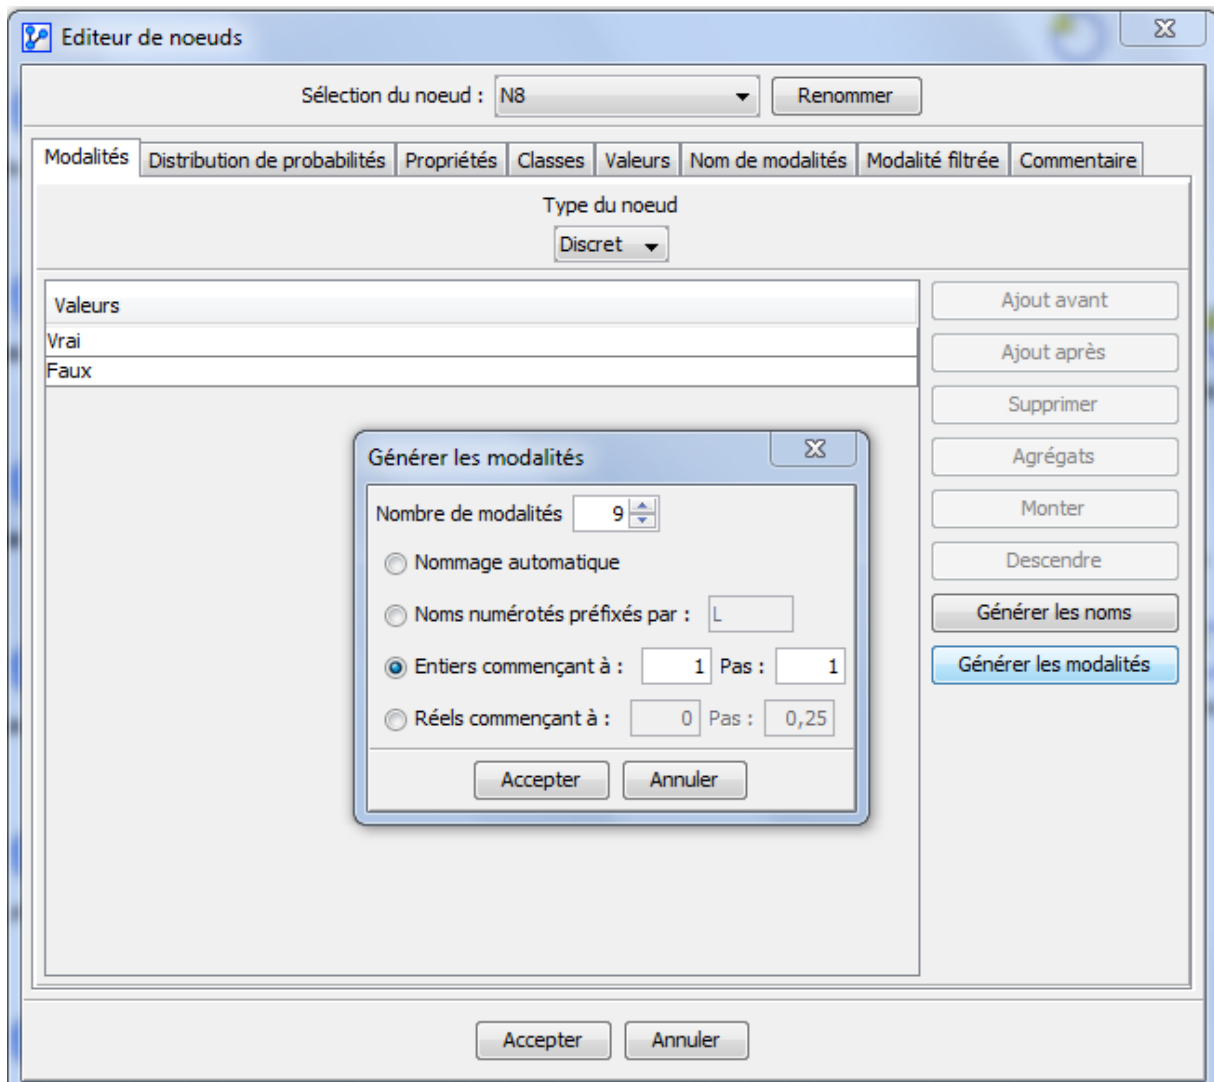 Editeur de noeuds
Sélection du noeud : N8 Renommer
Modalités Distribution de probabilités Propriétés Classes Valeurs Nom de modalités Modalité filtrée Commentaire
Type du noeud
Discret
Valeurs
Vrai
Faux
Ajout avant
Ajout après
Supprimer
Agrégats
Monter
Descendre
Générer les noms
Générer les modalités
Générer les modalités
Nombre de modalités 9
Nommage automatique
Noms numérotés préfixés par : L
Entiers commençant à : 1 Pas : 1
Réels commençant à : 0 Pas : 0,25
Accepter Annuler
Accepter Annuler